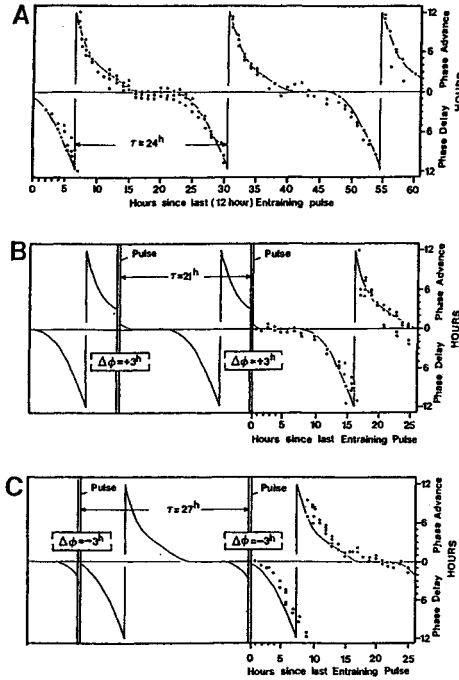 A
12
6
0
6
12
Phase Delay Phase Advance
HOURS
τ = 24h
0 5 10 15 20 25 30 35 40 45 50 55 60
Hours since last (12 hour) Entraining pulse
B
Pulse
Pulse
τ = 21h
Δφ=+3h
Δφ=+3h
12
6
0
6
12
Phase Delay Phase Advance
HOURS
0 5 10 15 20 25
Hours since last Entraining Pulse
C
Pulse
Pulse
τ = 27h
Δφ=-3h
Δφ=-3h
12
6
0
6
12
Phase Delay Phase Advance
HOURS
0 5 10 15 20 25
Hours since last Entraining Pulse